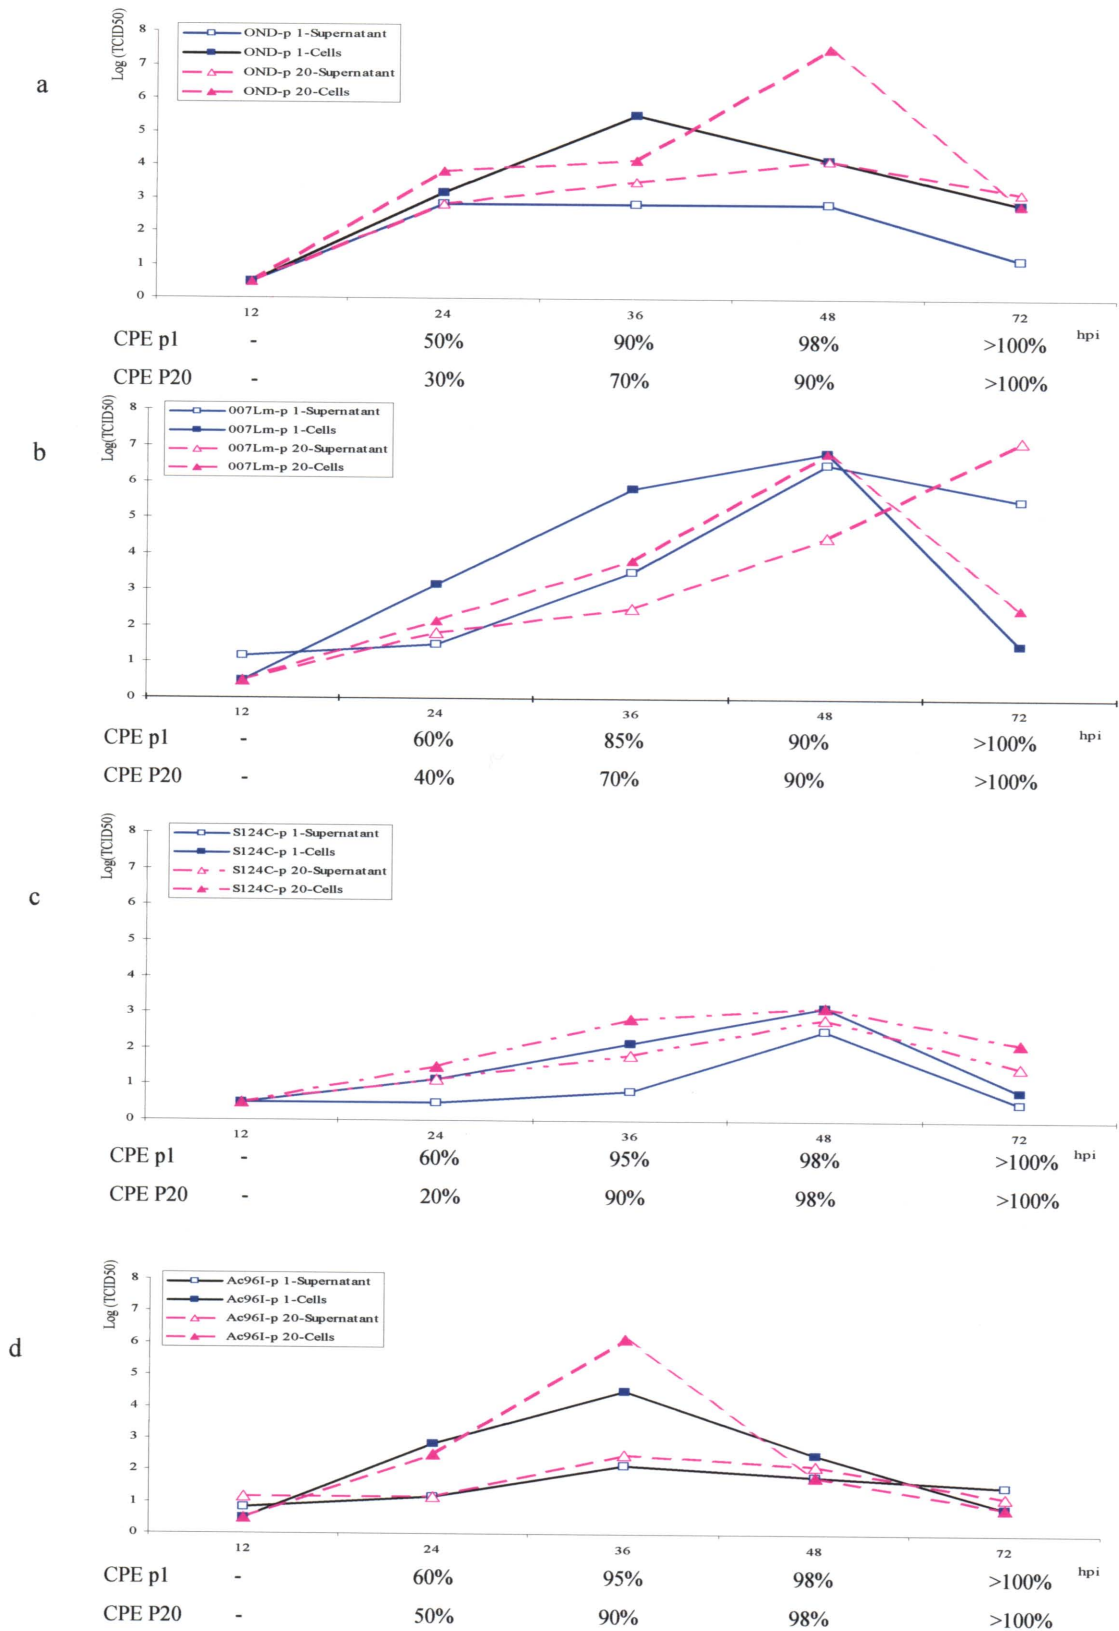 a
Log (TCID50)
OND-p 1-Supernatant
OND-p 1-Cells
OND-p 20-Supernatant
OND-p 20-Cells
8
7
6
5
4
3
2
1
0
12 24 36 48 72
hpi
CPE p1 - 50% 90% 98% >100%
CPE P20 - 30% 70% 90% >100%
b
Log(TCID50)
007Lm-p 1-Supernatant
007Lm-p 1-Cells
007Lm-p 20-Supernatant
007Lm-p 20-Cells
8
7
6
5
4
3
2
1
0
12 24 36 48 72
hpi
CPE p1 - 60% 85% 90% >100%
CPE P20 - 40% 70% 90% >100%
c
Log(TCID50)
S124C-p 1-Supernatant
S124C-p 1-Cells
S124C-p 20-Supernatant
S124C-p 20-Cells
8
7
6
5
4
3
2
1
0
12 24 36 48 72
hpi
CPE p1 - 60% 95% 98% >100%
CPE P20 - 20% 90% 98% >100%
d
Log (TCID50)
Ac96I-p 1-Supernatant
Ac96I-p 1-Cells
Ac96I-p 20-Supernatant
Ac96I-p 20-Cells
8
7
6
5
4
3
2
1
0
12 24 36 48 72
hpi
CPE p1 - 60% 95% 98% >100%
CPE P20 - 50% 90% 98% >100%